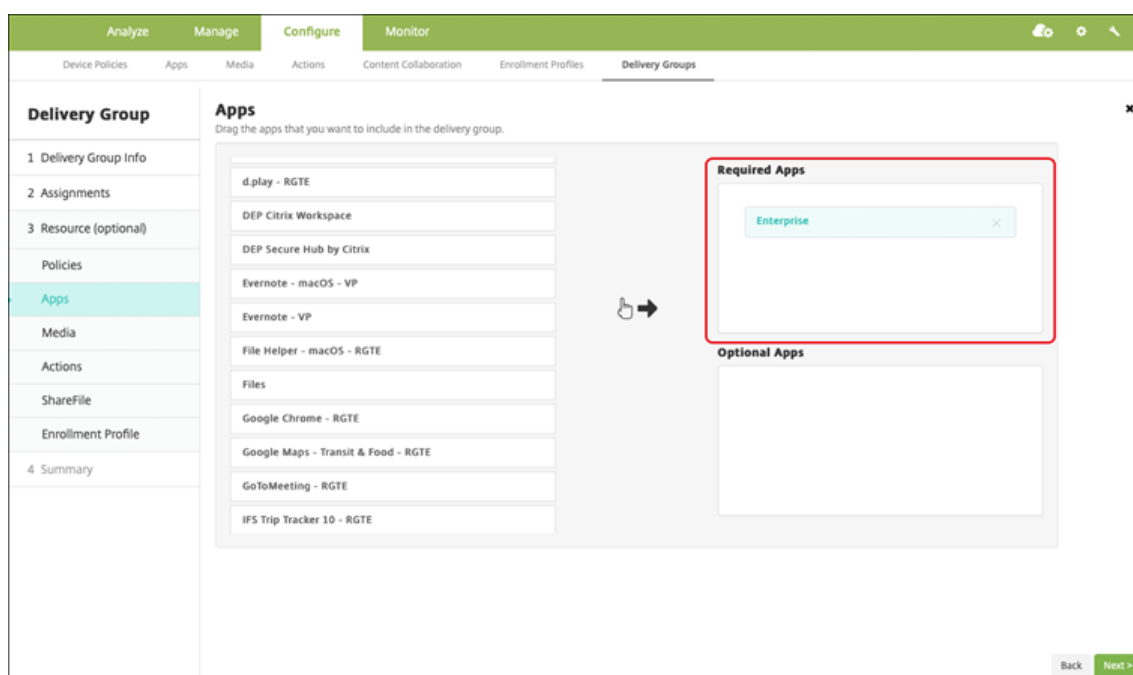 Analyze Manage Configure Monitor
Device Policies Apps Media Actions Content Collaboration Enrollment Profiles Delivery Groups
Delivery Group
1 Delivery Group Info
2 Assignments
3 Resource (optional)
Policies
Apps
Media
Actions
ShareFile
Enrollment Profile
4 Summary
Apps
Drag the apps that you want to include in the delivery group.
d.play - RGTE
DEP Citrix Workspace
DEP Secure Hub by Citrix
Evernote - macOS - VP
Evernote - VP
File Helper - macOS - RGTE
Files
Google Chrome - RGTE
Google Maps - Transit & Food - RGTE
GoToMeeting - RGTE
IFS Trip Tracker 10 - RGTE
Required Apps
Enterprise
Optional Apps
Back Next >